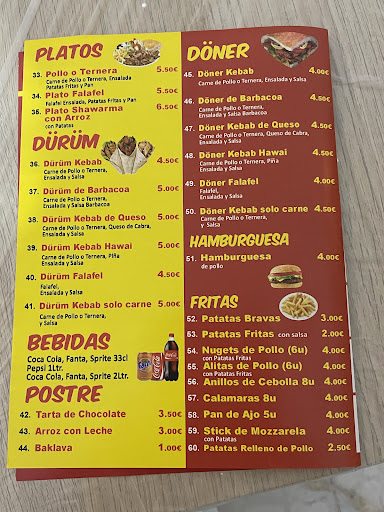 PLATOS
33. Pollo o Ternera 5.50€
Carne de Pollo o Ternera, Ensalada
Patatas Fritas y Pan
34. Plato Falafel 5.50€
Falafel Ensalada, Patatas Fritas y Pan
35. Plato Shawarma 6.50€
con Arroz
con Patatas
DÜRÜM
36. Dürüm Kebab 4.50€
Carne de Pollo o Ternera,
Ensalada y Salsa
37. Dürüm de Barbacoa 5.00€
Carne de Pollo o Ternera,
Ensalada y Salsa Barbacoa
38. Dürüm Kebab de Queso 5.00€
Carne de Pollo o Ternera, Queso de Cabra,
Ensalada y Salsa
39. Dürüm Kebab Hawai 5.00€
Carne de Pollo o Ternera, Piña
Ensalada y Salsa
40. Dürüm Falafel 4.50€
Falafel,
Ensalada y Salsa
41. Dürüm Kebab solo carne 5.00€
Carne de Pollo o Ternera,
y Salsa
BEBIDAS
Coca Cola, Fanta, Sprite 33cl
Pepsi 1Ltr.
Coca Cola, Fanta, Sprite 2Ltr.
POSTRE
42. Tarta de Chocolate 3.50€
43. Arroz con Leche 3.00€
44. Baklava 1.00€
DÖNER
45. Döner Kebab 4.00€
Carne de Pollo o Ternera, Ensalada y Salsa
46. Döner de Barbacoa 4.50€
Carne de Pollo o Ternera,
Ensalada y Salsa Barbacoa
47. Döner Kebab de Queso 4.50€
Carne de Pollo o Ternera, Queso de Cabra,
Ensalada y Salsa
48. Döner Kebab Hawai 4.50€
Carne de Pollo o Ternera, Piña
Ensalada y Salsa
49. Döner Falafel 4.00€
Falafel,
Ensalada y Salsa
50. Döner Kebab solo carne 4.50€
Carne de Pollo o Ternera,
y Salsa
HAMBURGUESA
51. Hamburguesa 4.00€
de pollo
FRITAS
52. Patatas Bravas 3.00€
53. Patatas Fritas con salsa 2.00€
54. Nugets de Pollo (6u) 4.00€
con Patatas Fritas
55. Alitas de Pollo (6u) 4.00€
con Patatas Fritas
56. Anillos de Cebolla 8u 4.00€
57. Calamaras 8u 4.00€
58. Pan de Ajo 5u 4.00€
59. Stick de Mozzarela 4.00€
con Patatas
60. Patatas Relleno de Pollo 2.50€